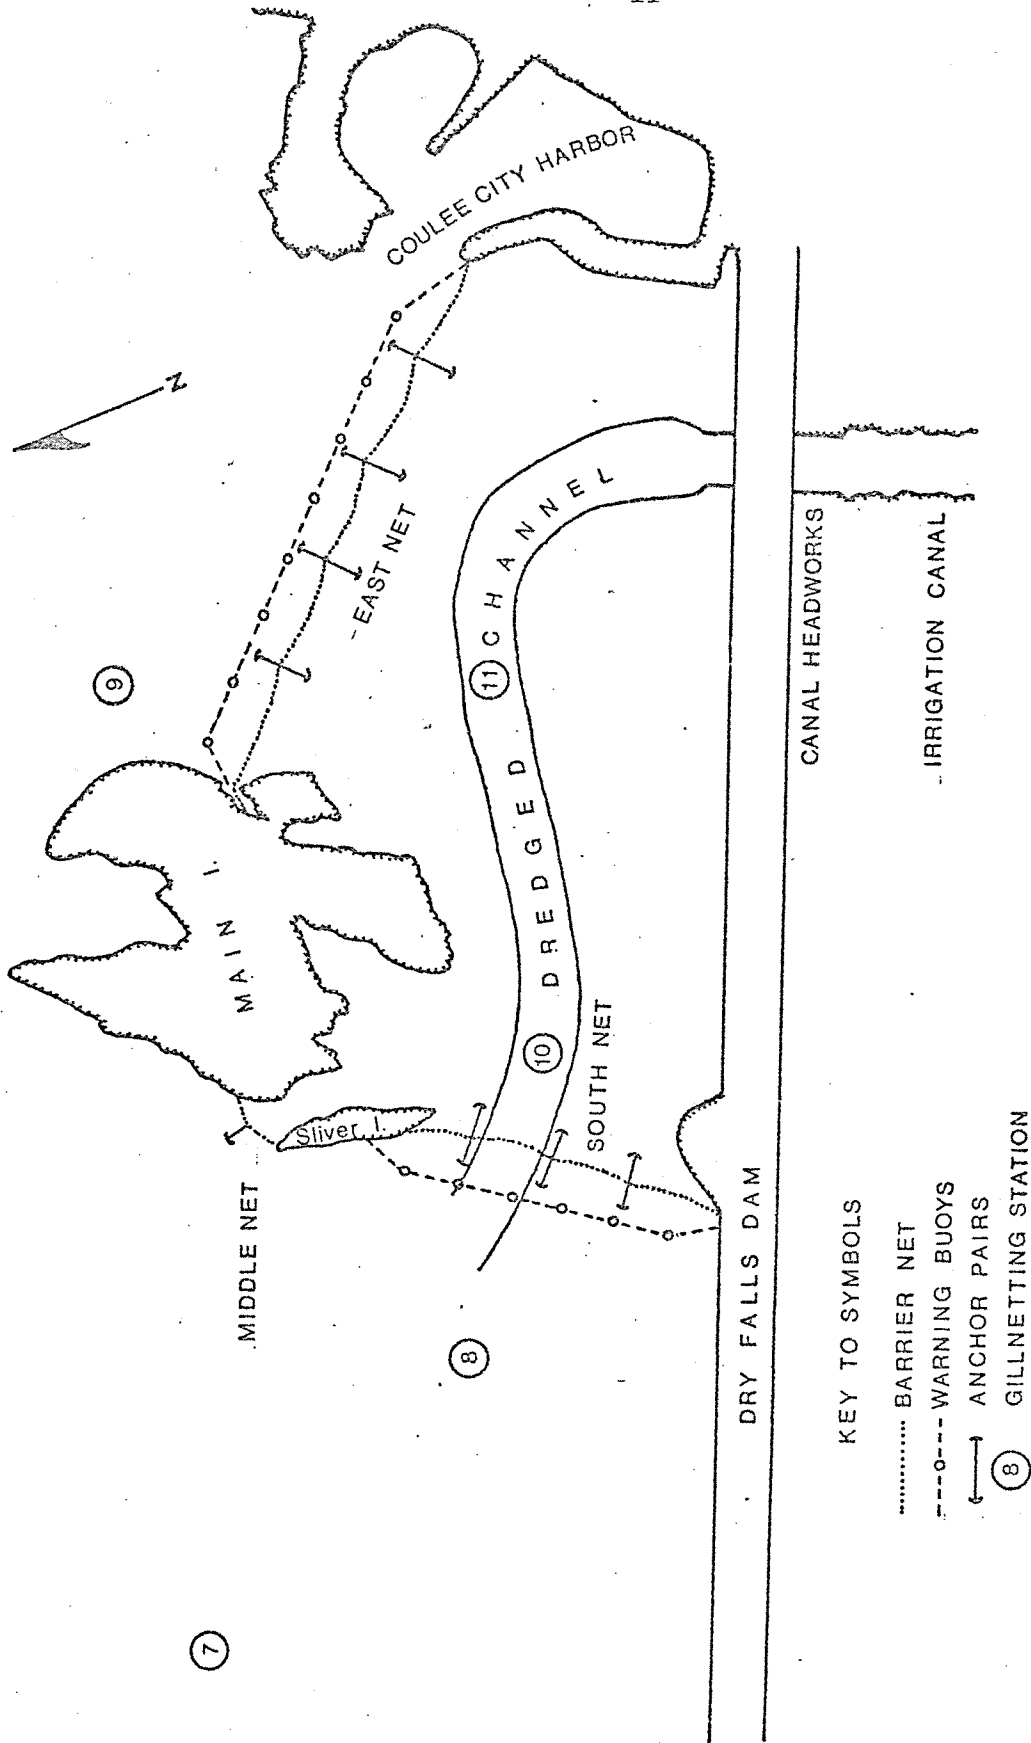 11
COULEE CITY HARBOR
N
EAST NET
9
MAIN I.
11
DREDGED CHANNEL
10
SOUTH NET
Sliver I.
MIDDLE NET
8
7
CANAL HEADWORKS
IRRIGATION CANAL
DRY FALLS DAM
KEY TO SYMBOLS
BARRIER NET
WARNING BUOYS
ANCHOR PAIRS
8 GILLNETTING STATION